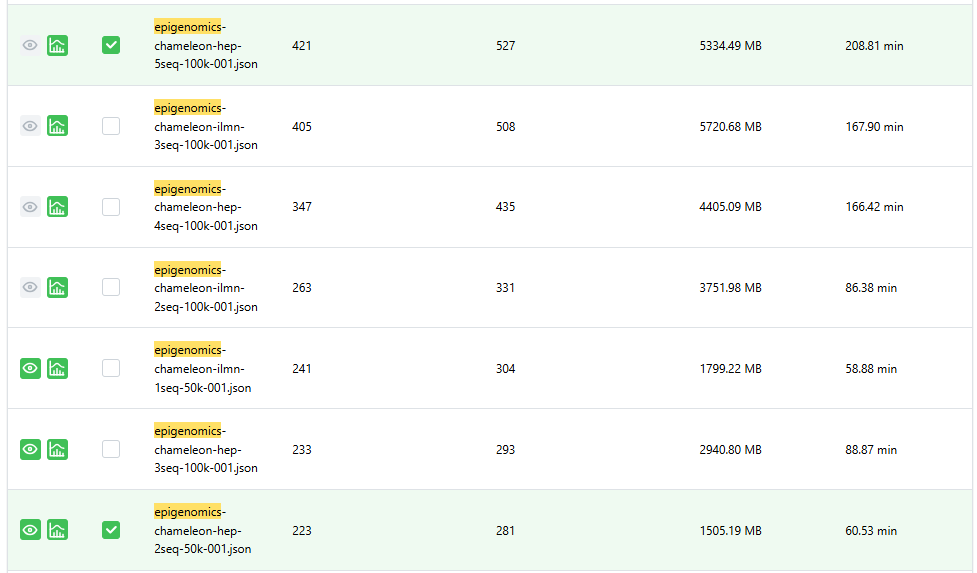 epigenomics-
chameleon-hep-
5seq-100k-001.json
421 527 5334.49 MB 208.81 min
epigenomics-
chameleon-ilmn-
3seq-100k-001.json
405 508 5720.68 MB 167.90 min
epigenomics-
chameleon-hep-
4seq-100k-001.json
347 435 4405.09 MB 166.42 min
epigenomics-
chameleon-ilmn-
2seq-100k-001.json
263 331 3751.98 MB 86.38 min
epigenomics-
chameleon-ilmn-
1seq-50k-001.json
241 304 1799.22 MB 58.88 min
epigenomics-
chameleon-hep-
3seq-100k-001.json
233 293 2940.80 MB 88.87 min
epigenomics-
chameleon-hep-
2seq-50k-001.json
223 281 1505.19 MB 60.53 min